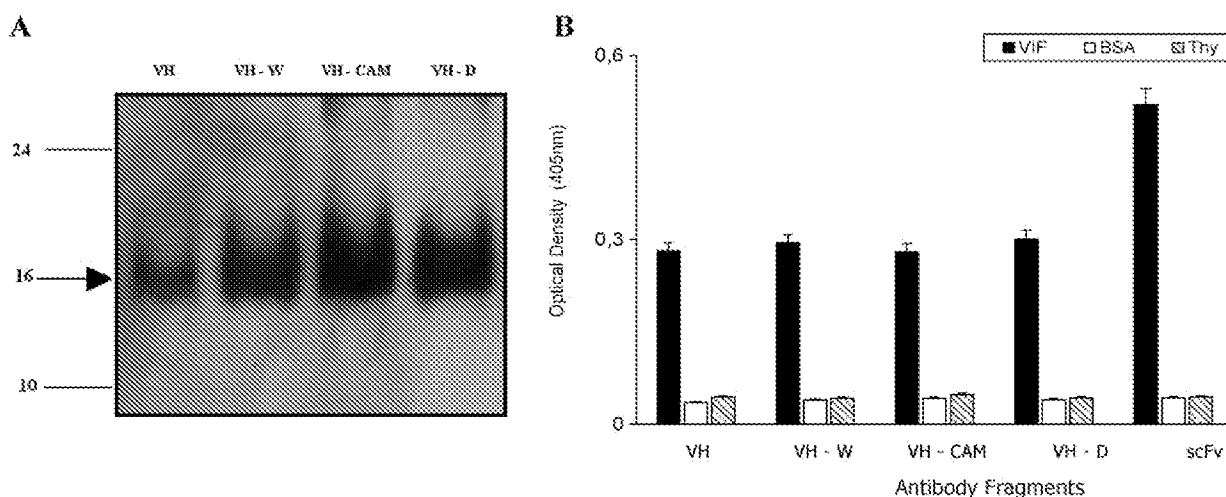 A
VH VH - W VH - CAM VH - D
24
16
10
B
VIF BSA Thy
0,6
0,3
0
Optical Density (405nm)
VH VH - W VH - CAM VH - D scFv
Antibody Fragments